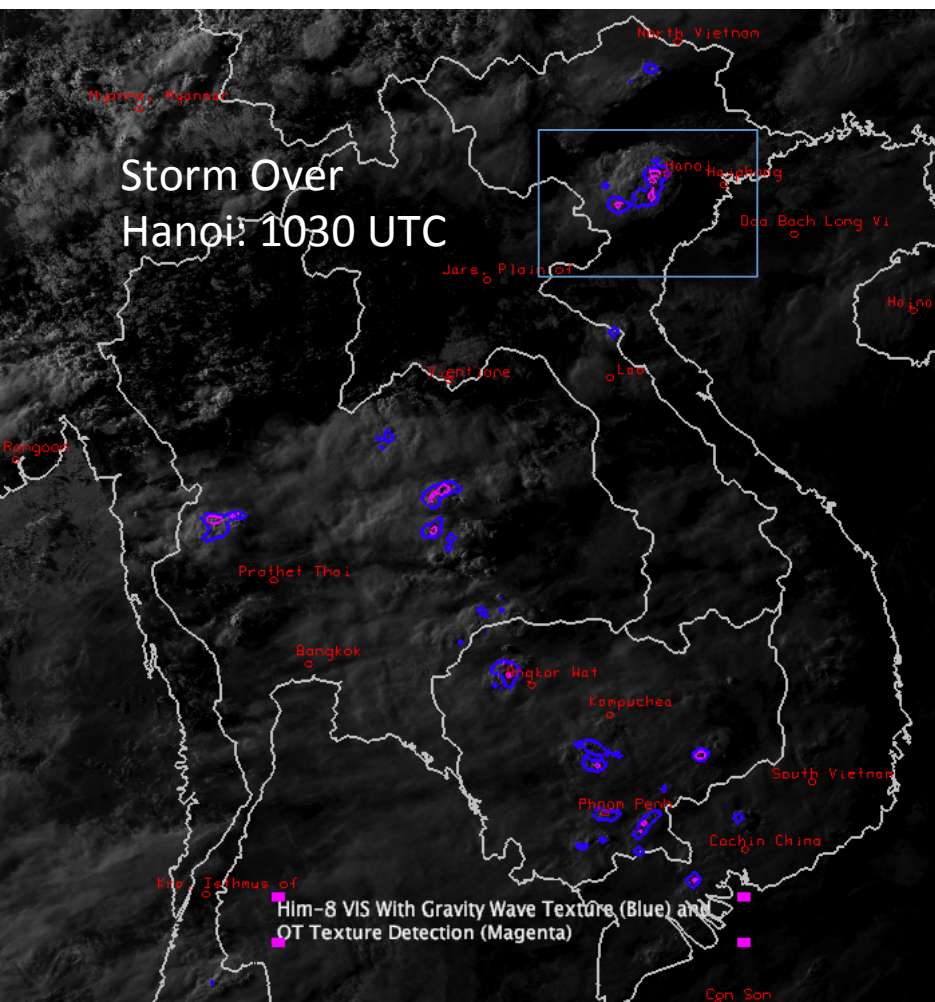 North Vietnam
Myanma, Myanmar
Storm Over
Hanoi: 1030 UTC
Hanoi
Haiphong
Dao Bach Long Vi
Jars, Plain of
Vientiane
Lao
Rangoon
Prathet Thai
Bangkok
Angkor Wat
Kampuchea
South Vietnam
Phnom Penh
Cochin China
Kra, Isthmus of
Him-8 VIS With Gravity Wave Texture (Blue) and
OT Texture Detection (Magenta)
Con Son